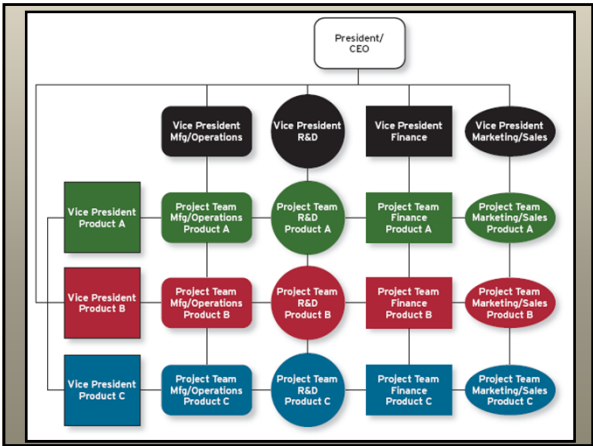 President/
CEO
Vice President
Mfg/Operations
Vice President
R&D
Vice President
Finance
Vice President
Marketing/Sales
Vice President
Product A
Project Team
Mfg/Operations
Product A
Project Team
R&D
Product A
Project Team
Finance
Product A
Project Team
Marketing/Sales
Product A
Vice President
Product B
Project Team
Mfg/Operations
Product B
Project Team
R&D
Product B
Project Team
Finance
Product B
Project Team
Marketing/Sales
Product B
Vice President
Product C
Project Team
Mfg/Operations
Product C
Project Team
R&D
Product C
Project Team
Finance
Product C
Project Team
Marketing/Sales
Product C